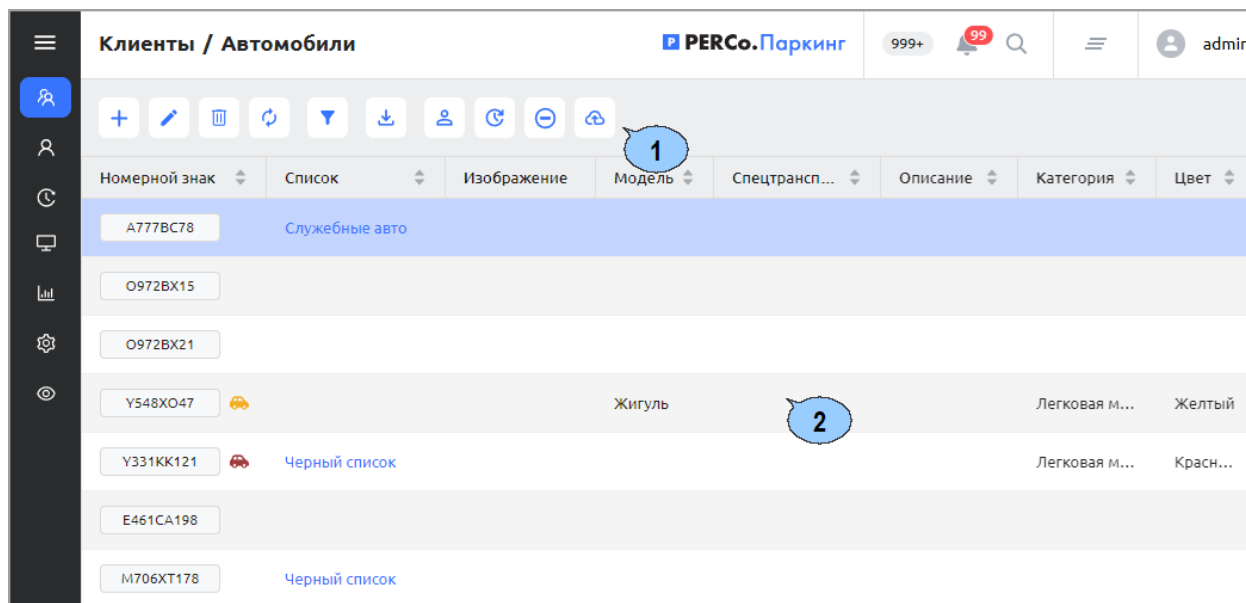 Клиенты / Автомобили P PERCo.Паркинг 999+ 99 admin
1
Номерной знак Список Изображение Модель Спецтрансп... Описание Категория Цвет
A777BC78 Служебные авто
O972BX15
O972BX21
Y548XO47 Жигуль Легковая м... Желтый
2
Y331KK121 Черный список Легковая м... Красн...
E461CA198
M706XT178 Черный список